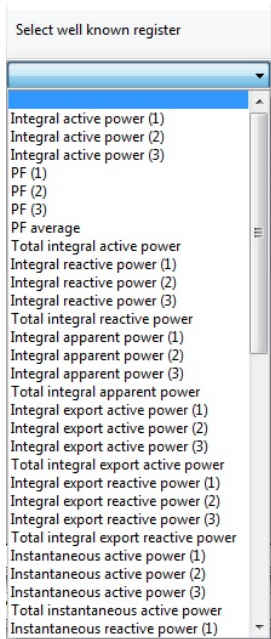 Select well known register
Integral active power (1)
Integral active power (2)
Integral active power (3)
PF (1)
PF (2)
PF (3)
PF average
Total integral active power
Integral reactive power (1)
Integral reactive power (2)
Integral reactive power (3)
Total integral reactive power
Integral apparent power (1)
Integral apparent power (2)
Integral apparent power (3)
Total integral apparent power
Integral export active power (1)
Integral export active power (2)
Integral export active power (3)
Total integral export active power
Integral export reactive power (1)
Integral export reactive power (2)
Integral export reactive power (3)
Total integral export reactive power
Instantaneous active power (1)
Instantaneous active power (2)
Instantaneous active power (3)
Total instantaneous active power
Instantaneous reactive power (1)